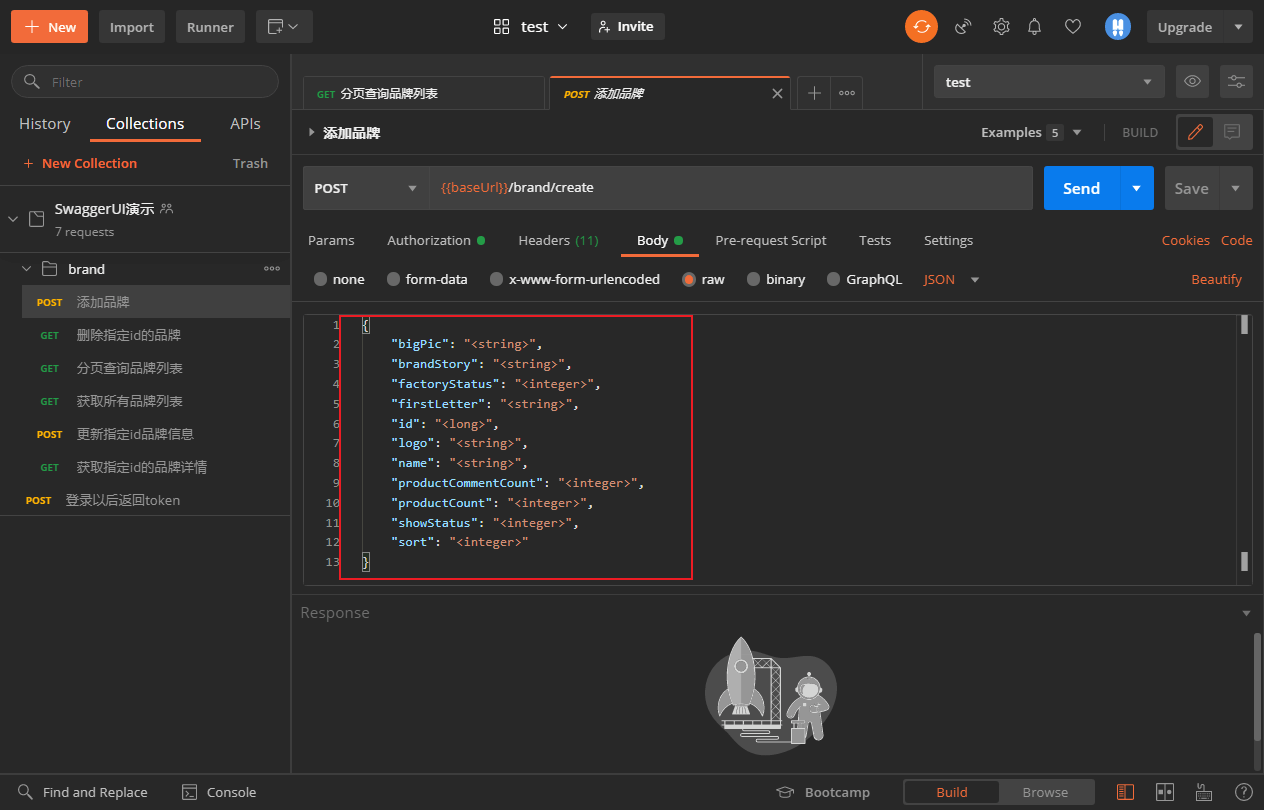 New Import Runner test Invite Upgrade
Filter
History Collections APIs
New Collection Trash
SwaggerUI演示
7 requests
brand
POST 添加品牌
GET 删除指定id的品牌
GET 分页查询品牌列表
GET 获取所有品牌列表
POST 更新指定id品牌信息
GET 获取指定id的品牌详情
POST 登录以后返回token
GET 分页查询品牌列表 POST 添加品牌 test
添加品牌 Examples 5 BUILD
POST {{baseUrl}}/brand/create Send Save
Params Authorization Headers (11) Body Pre-request Script Tests Settings Cookies Code
none form-data x-www-form-urlencoded raw binary GraphQL JSON Beautify
1 {
2 "bigPic": "<string>",
3 "brandStory": "<string>",
4 "factoryStatus": "<integer>",
5 "firstLetter": "<string>",
6 "id": "<long>",
7 "logo": "<string>",
8 "name": "<string>",
9 "productCommentCount": "<integer>",
10 "productCount": "<integer>",
11 "showStatus": "<integer>",
12 "sort": "<integer>"
13 }
Response
Find and Replace Console Bootcamp Build Browse